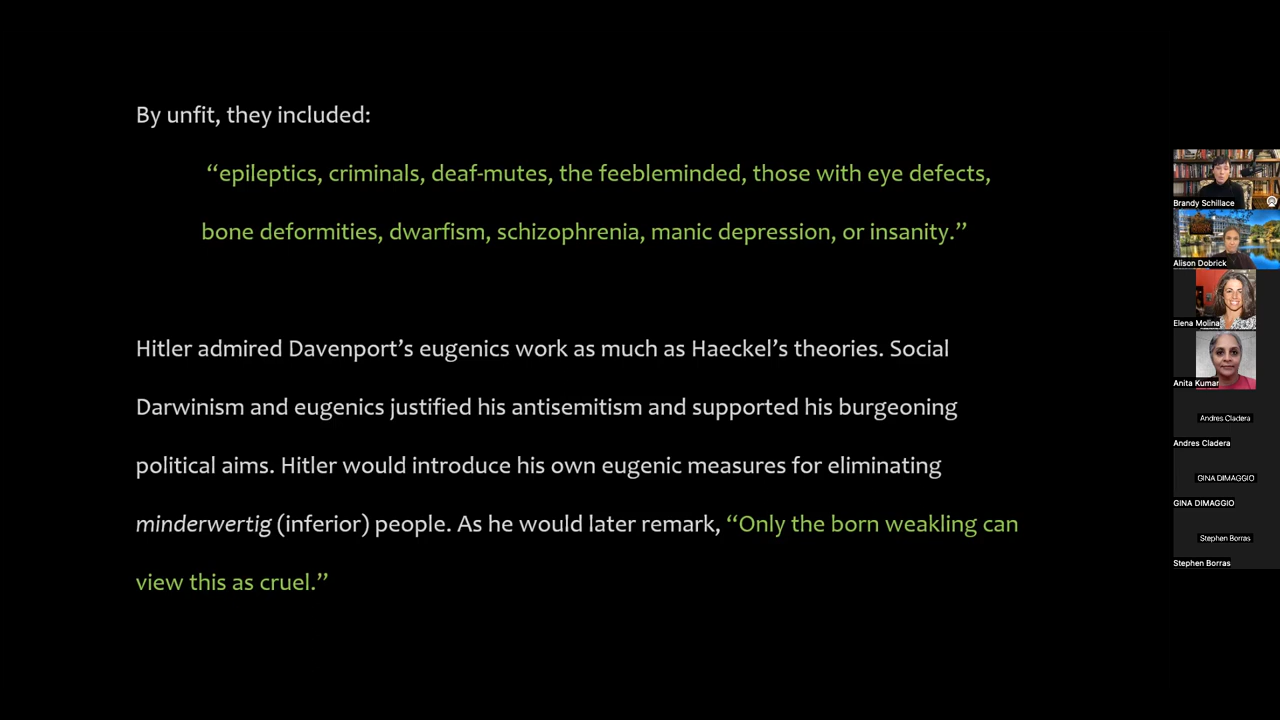 By unfit, they included:
“epileptics, criminals, deaf-mutes, the feebleminded, those with eye defects,
bone deformities, dwarfism, schizophrenia, manic depression, or insanity.”
Hitler admired Davenport’s eugenics work as much as Haeckel’s theories. Social
Darwinism and eugenics justified his antisemitism and supported his burgeoning
political aims. Hitler would introduce his own eugenic measures for eliminating
minderwertig (inferior) people. As he would later remark, “Only the born weakling can
view this as cruel.”
Brandy Schillace
Alison Dobrick
Elena Molina
Anita Kumar
Andres Cladera
Andres Cladera
GINA DIMAGGIO
GINA DIMAGGIO
Stephen Borras
Stephen Borras